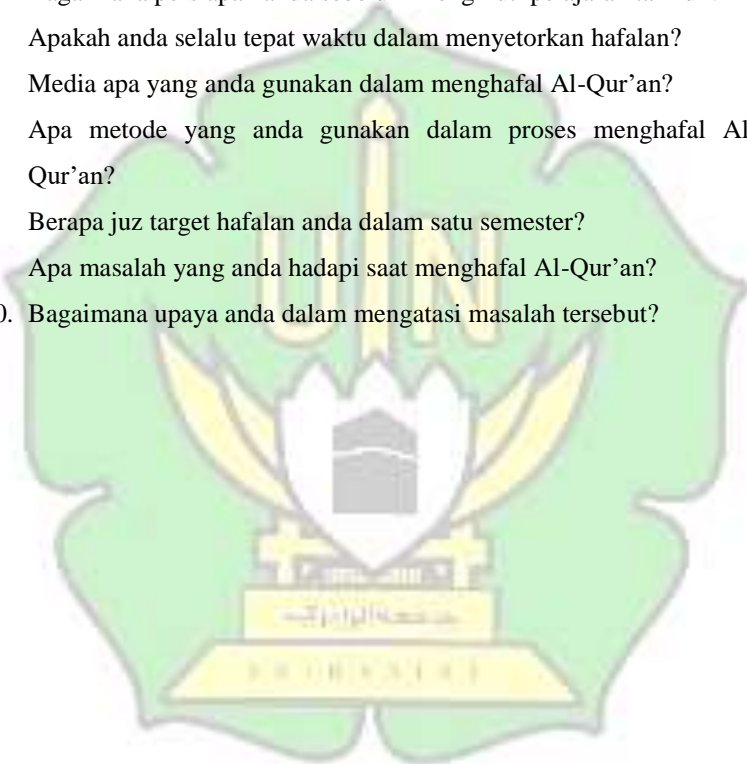 Apakah anda selalu tepat waktu dalam menyetorkan hafalan?
Media apa yang anda gunakan dalam menghafal Al-Qur’an?
Apa metode yang anda gunakan dalam proses menghafal Al
Qur’an?
Berapa juz target hafalan anda dalam satu semester?
Apa masalah yang anda hadapi saat menghafal Al-Qur’an?
0. Bagaimana upaya anda dalam mengatasi masalah tersebut?
UIN